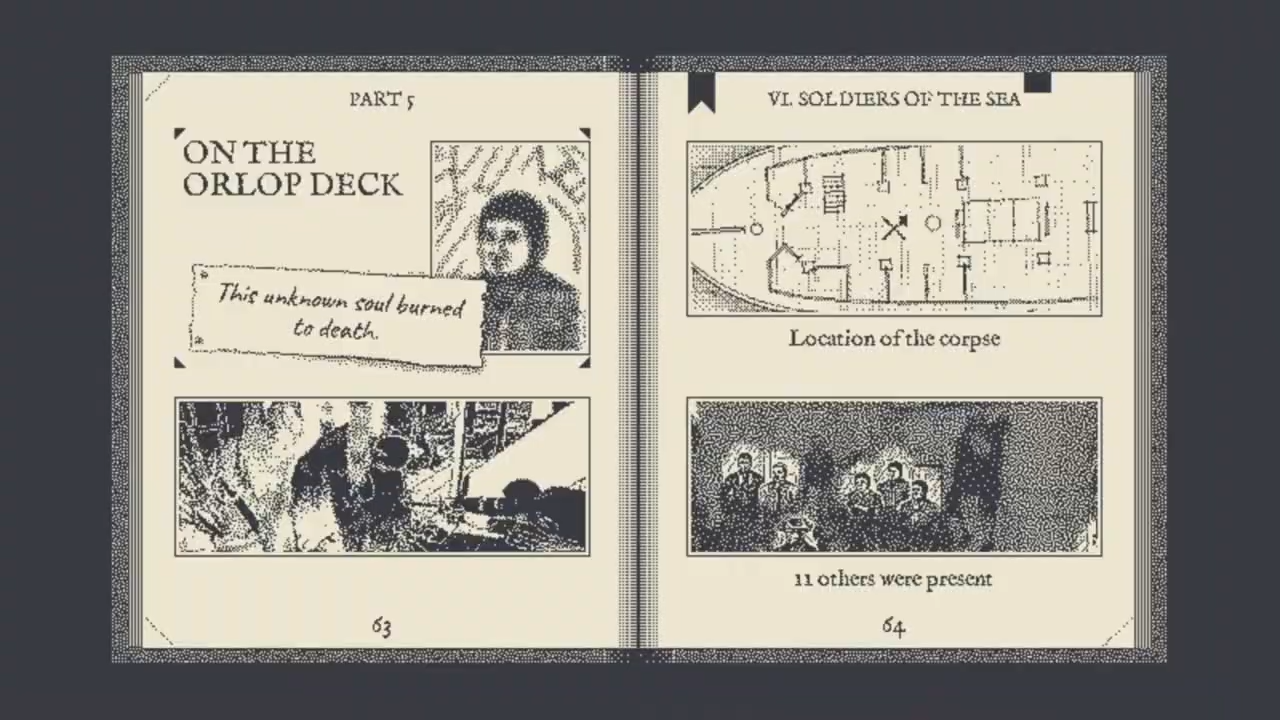 PART 5
ON THE
ORLOP DECK
This unknown soul burned
to death.
63
VI. SOLDIERS OF THE SEA
Location of the corpse
11 others were present
64